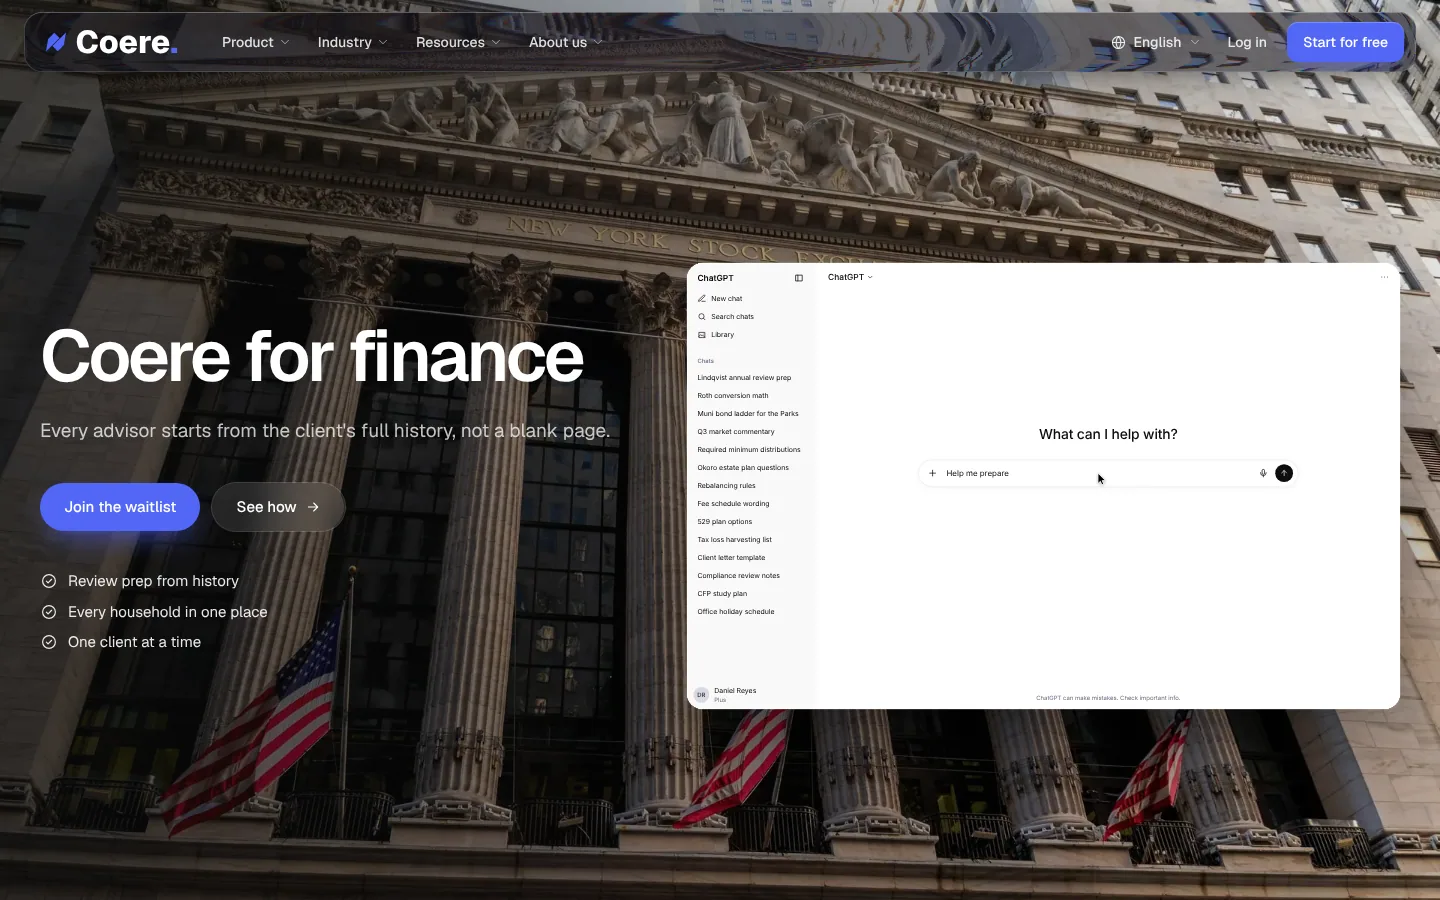 Coere.
Product
Industry
Resources
About us
English
Log in
Start for free
NEW YORK STOCK EXCH
Coere for finance
Every advisor starts from the client's full history, not a blank page.
Join the waitlist
See how
Review prep from history
Every household in one place
One client at a time
ChatGPT
New chat
Search chats
Library
Chats
Lindqvist annual review prep
Roth conversion math
Muni bond ladder for the Parks
Q3 market commentary
Required minimum distributions
Okoro estate plan questions
Rebalancing rules
Fee schedule wording
529 plan options
Tax loss harvesting list
Client letter template
Compliance review notes
CFP study plan
Office holiday schedule
DR
Daniel Reyes
Plus
ChatGPT
What can I help with?
Help me prepare
ChatGPT can make mistakes. Check important info.